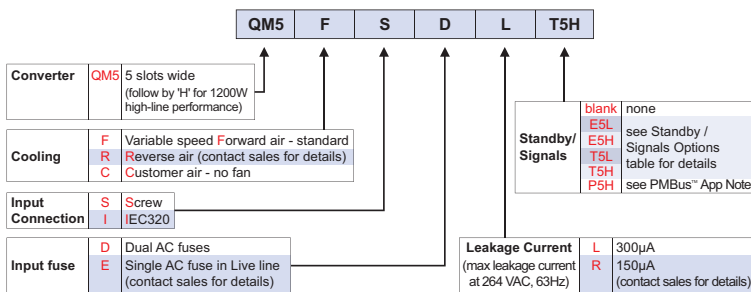 QM5 F S D L T5H
Converter QM5 5 slots wide
(follow by 'H' for 1200W
high-line performance)
Cooling
F Variable speed Forward air - standard
R Reverse air (contact sales for details)
C Customer air - no fan
Input
Connection
S Screw
I IEC320
Input fuse
D Dual AC fuses
E Single AC fuse in Live line
(contact sales for details)
Standby/
Signals
blank none
E5L
E5H
T5L
T5H
see Standby /
Signals Options
table for details
P5H see PMBus™ App Note
Leakage Current
(max leakage current
at 264 VAC, 63Hz)
L 300µA
R 150µA
(contact sales for details)